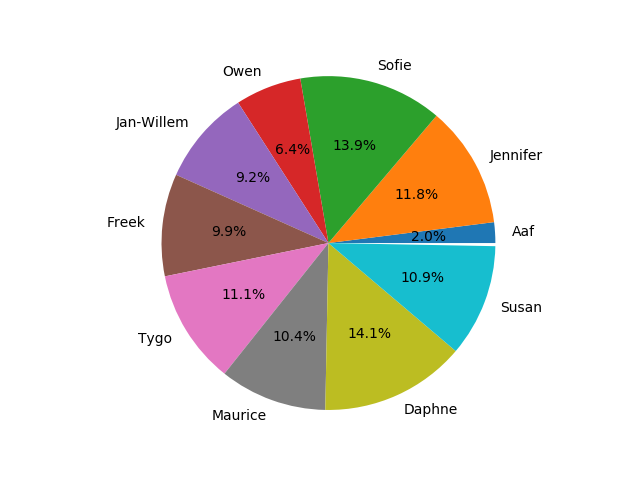 Sofie
Owen
Jan-Willem
Jennifer
6.4%
13.9%
9.2%
11.8%
Freek
9.9%
2.0%
Aaf
11.1%
10.9%
Susan
Tygo
10.4%
14.1%
Maurice
Daphne